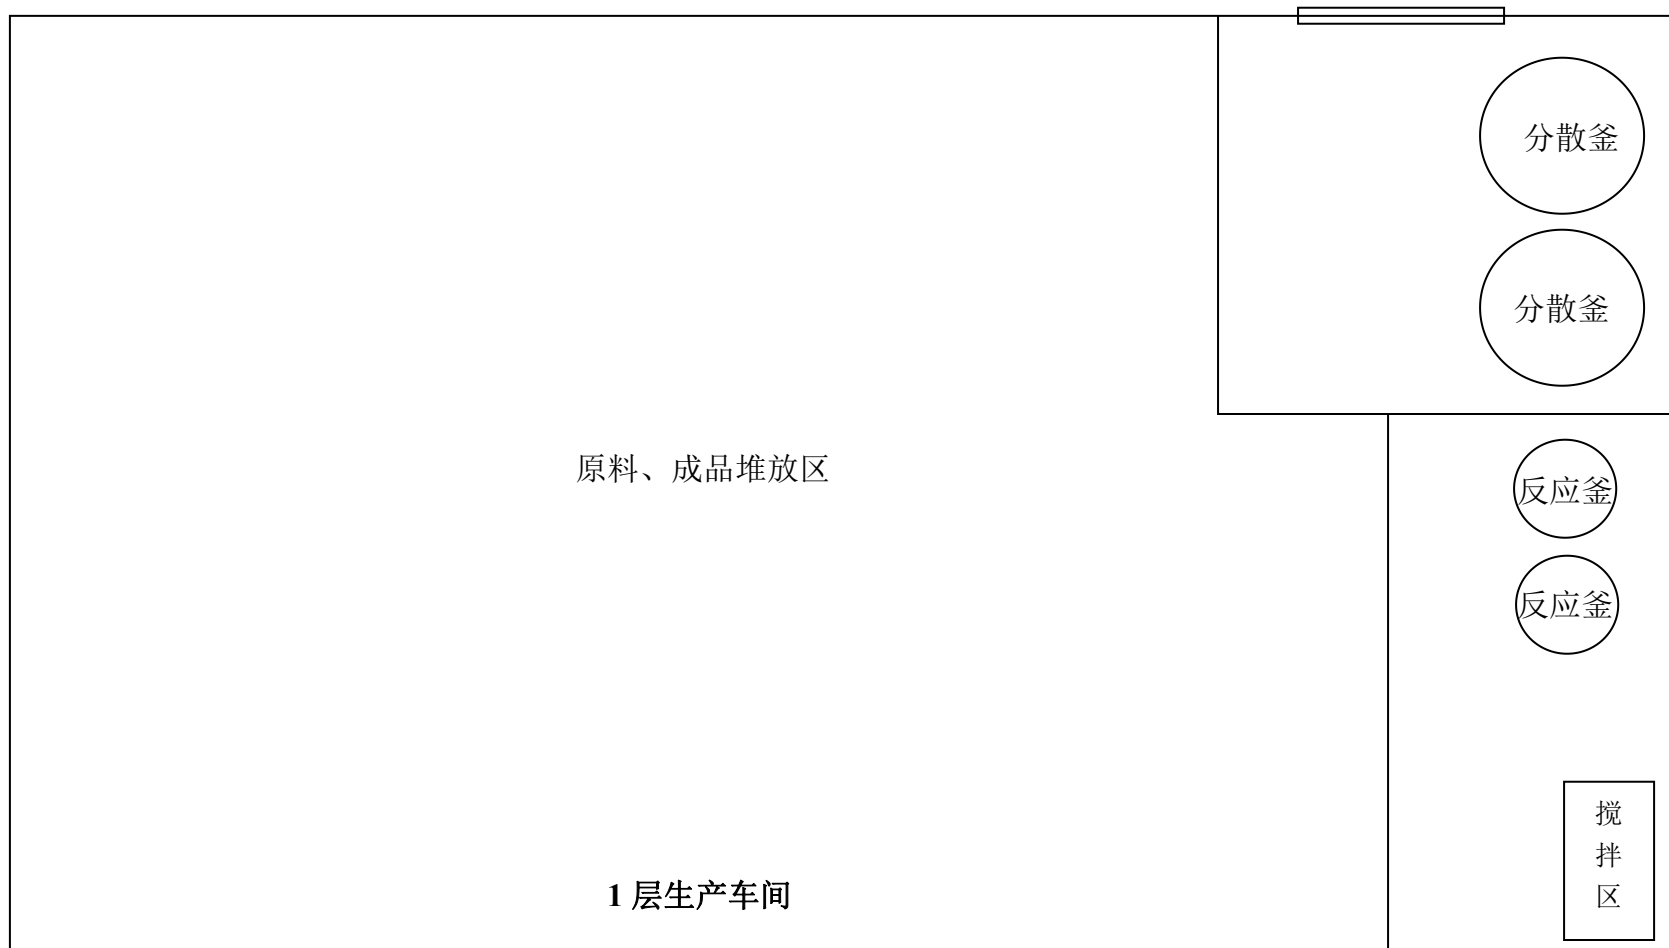 分散釜
分散釜
原料、成品堆放区
反应釜
反应釜
搅
拌
区
1 层生产车间